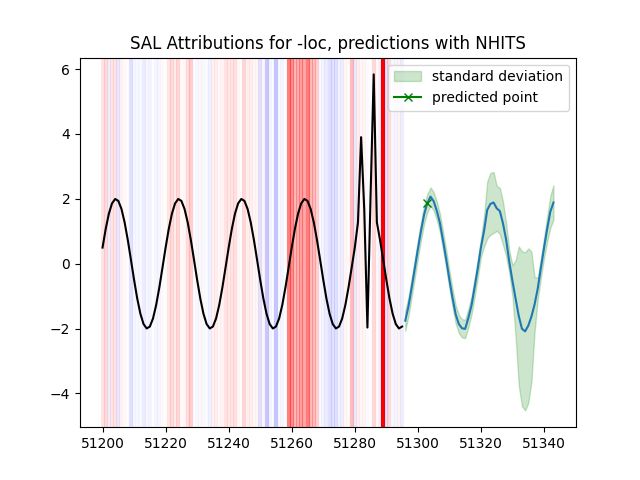 SAL Attributions for -loc, predictions with NHITS
standard deviation
predicted point
6
4
2
0
−2
−4
51200 51220 51240 51260 51280 51300 51320 51340